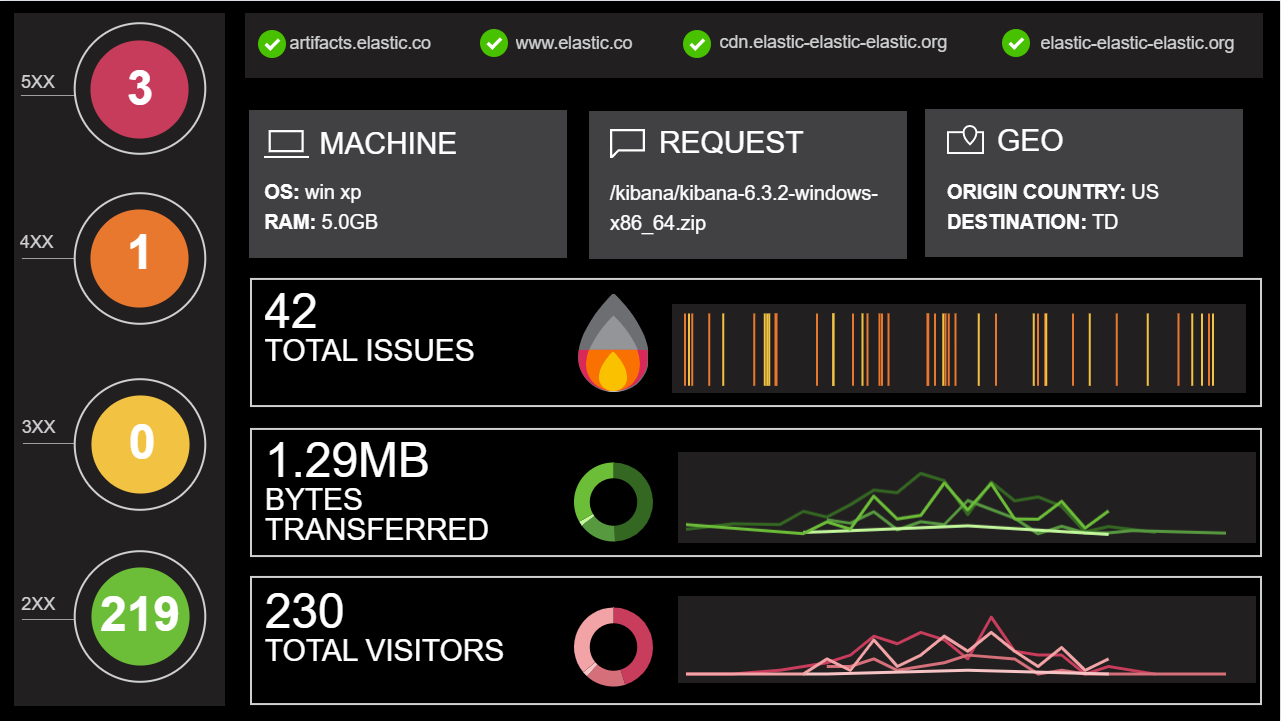 5XX
3
4XX
1
3XX
0
2XX
219
artifacts.elastic.co
www.elastic.co
cdn.elastic-elastic-elastic.org
elastic-elastic-elastic.org
MACHINE
OS: win xp
RAM: 5.0GB
REQUEST
/kibana/kibana-6.3.2-windows-
x86_64.zip
GEO
ORIGIN COUNTRY: US
DESTINATION: TD
42
TOTAL ISSUES
1.29MB
BYTES
TRANSFERRED
230
TOTAL VISITORS